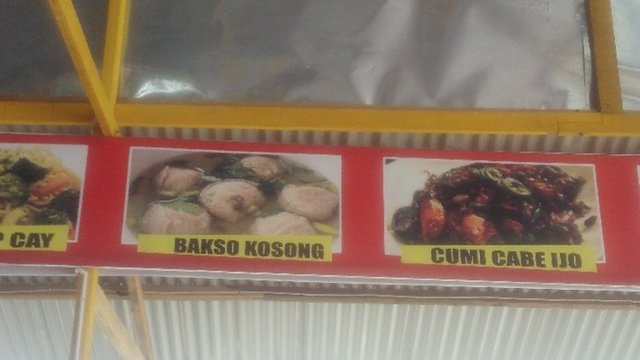 P CAY
BAKSO KOSONG
CUMI CABE IJO